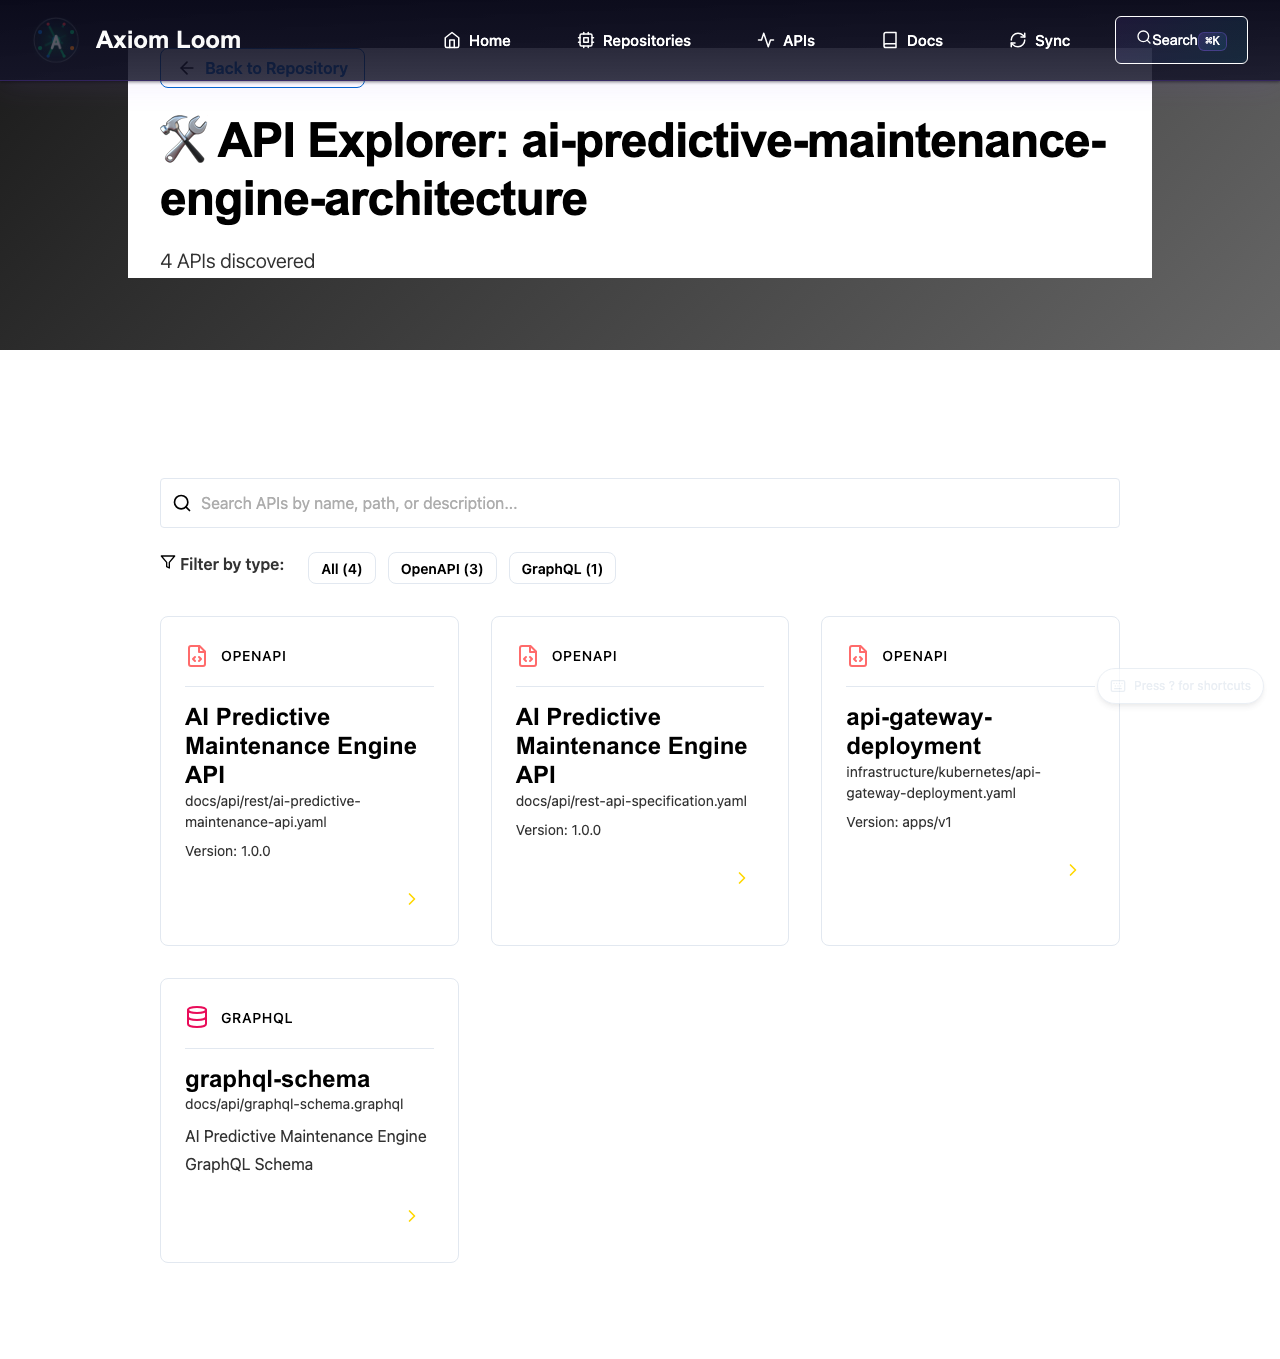 Axiom Loom
Home
Repositories
APIs
Docs
Sync
Search ⌘K
Back to Repository
🛠️ API Explorer: ai-predictive-maintenance-
engine-architecture
4 APIs discovered
Search APIs by name, path, or description...
Filter by type:
All (4)
OpenAPI (3)
GraphQL (1)
OPENAPI
AI Predictive
Maintenance Engine
API
docs/api/rest/ai-predictive-
maintenance-api.yaml
Version: 1.0.0
OPENAPI
AI Predictive
Maintenance Engine
API
docs/api/rest-api-specification.yaml
Version: 1.0.0
OPENAPI
api-gateway-
deployment
infrastructure/kubernetes/api-
gateway-deployment.yaml
Version: apps/v1
Press ? for shortcuts
GRAPHQL
graphql-schema
docs/api/graphql-schema.graphql
AI Predictive Maintenance Engine
GraphQL Schema